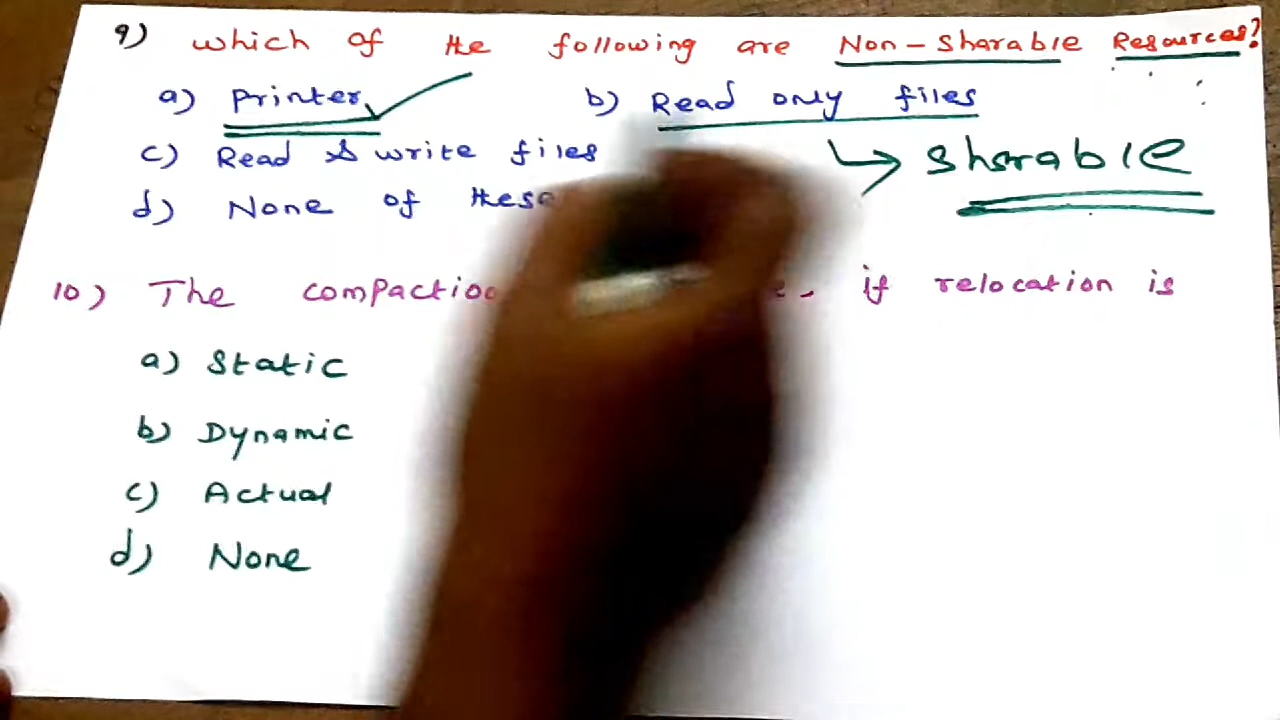 9) which of the following are Non-Sharable Resources?
a) Printer b) Read only files
c) Read & write files → Sharable
d) None of these
10) The compaction if relocation is
a) Static
b) Dynamic
c) Actual
d) None